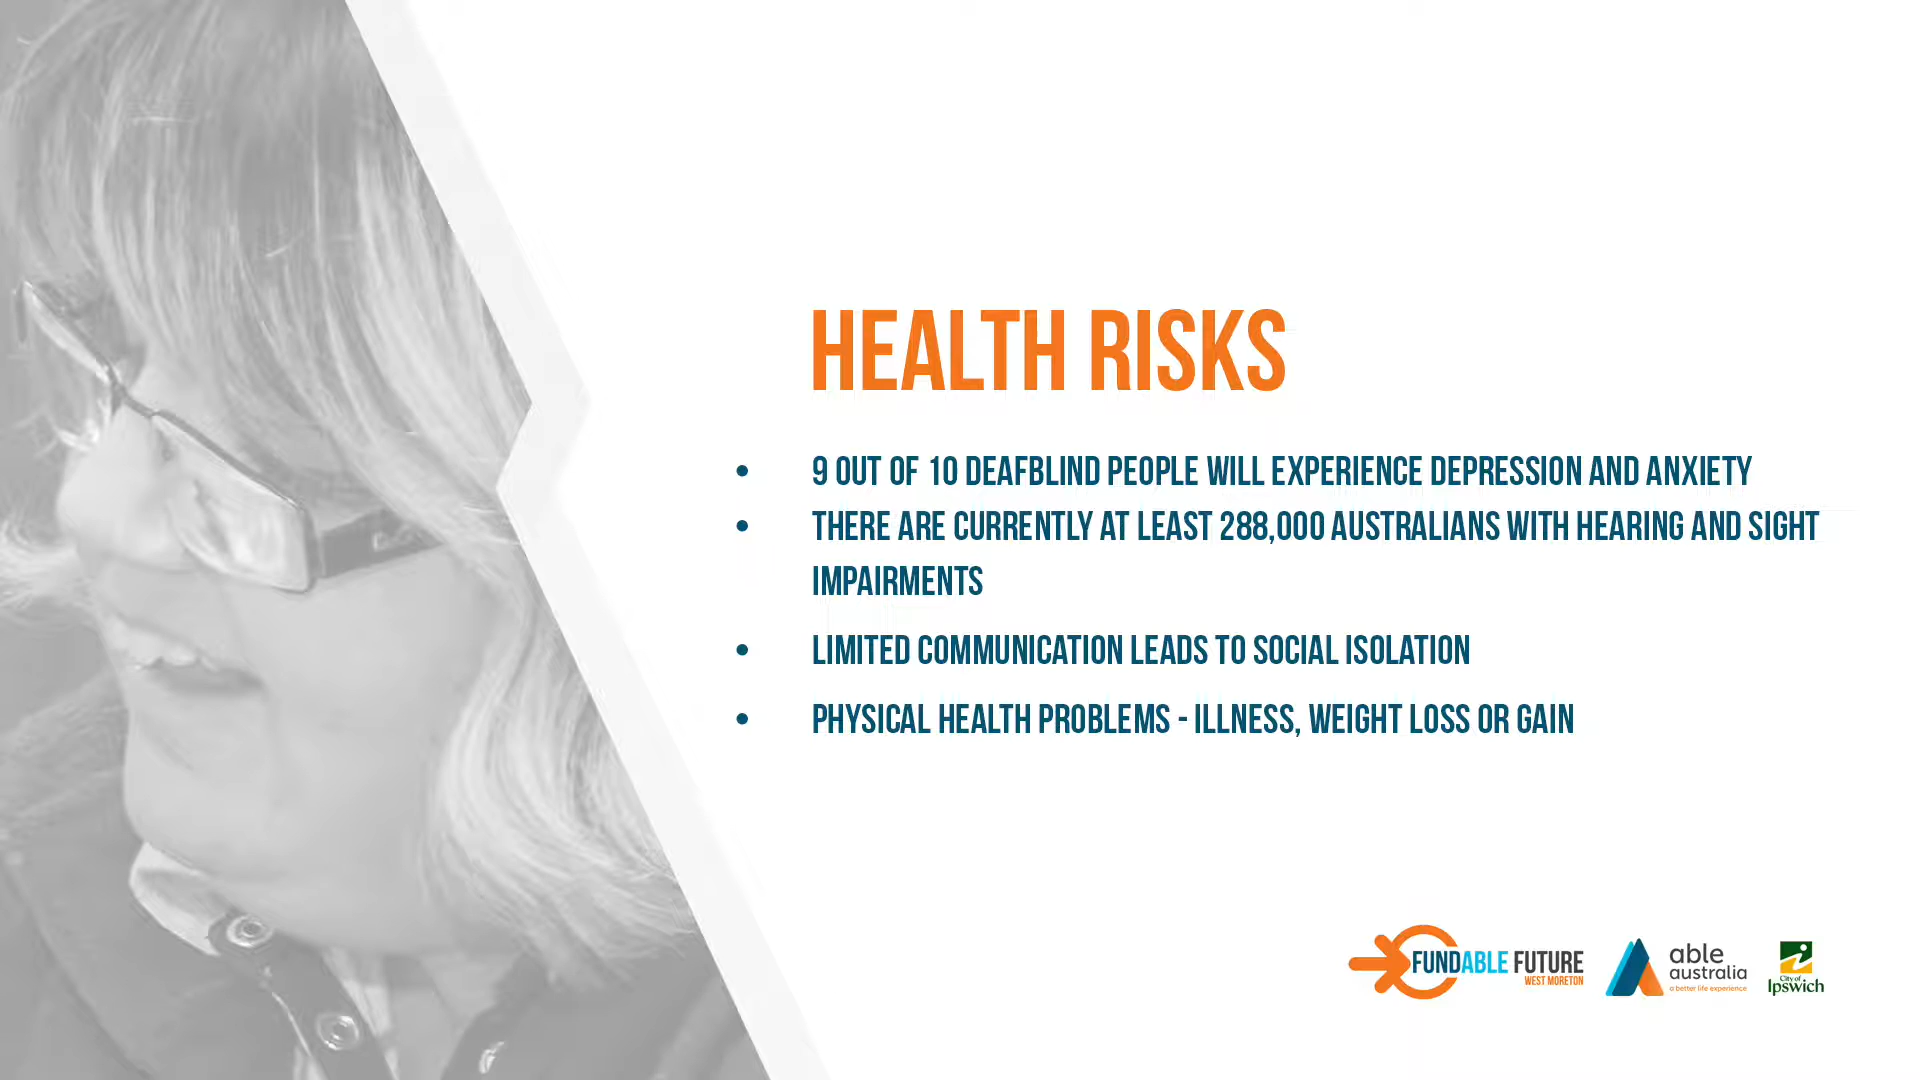 HEALTH RISKS
• 9 OUT OF 10 DEAFBLIND PEOPLE WILL EXPERIENCE DEPRESSION AND ANXIETY
• THERE ARE CURRENTLY AT LEAST 288,000 AUSTRALIANS WITH HEARING AND SIGHT
IMPAIRMENTS
• LIMITED COMMUNICATION LEADS TO SOCIAL ISOLATION
• PHYSICAL HEALTH PROBLEMS - ILLNESS, WEIGHT LOSS OR GAIN
FUNDABLE FUTURE
WEST MORETON
able
australia
a better life experience
City of
Ipswich